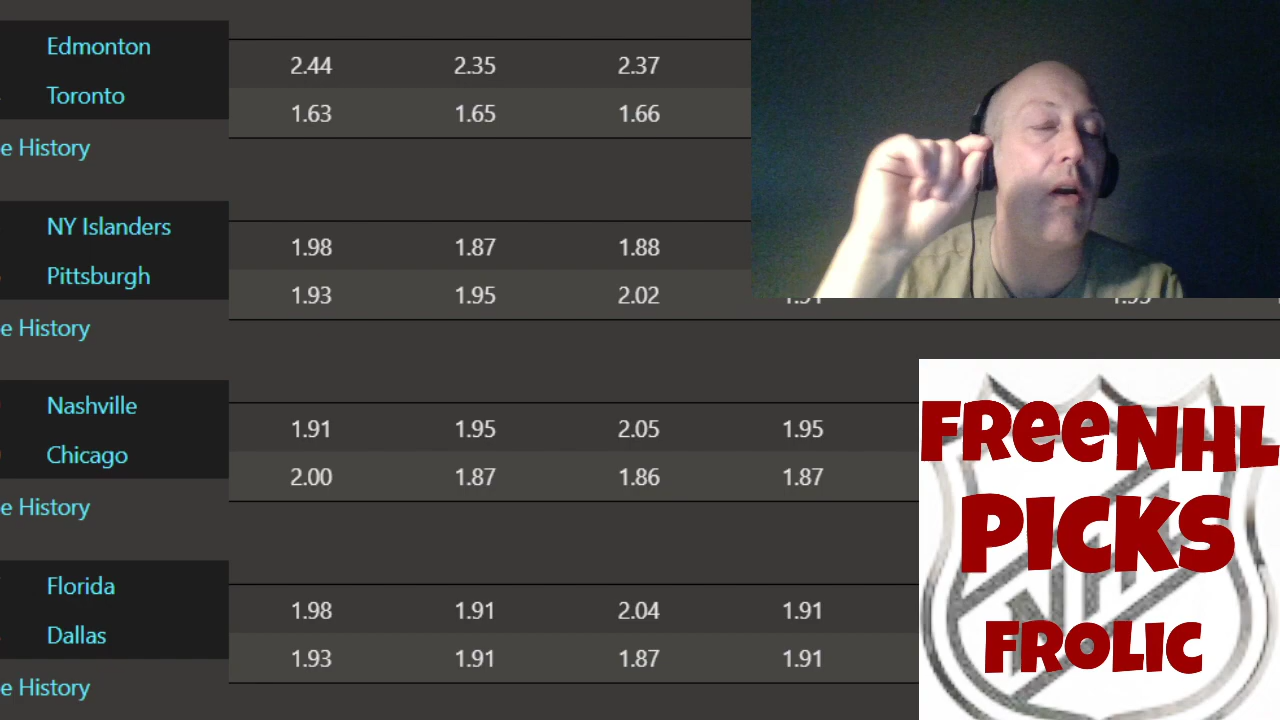 Edmonton
2.44 2.35 2.37
Toronto
1.63 1.65 1.66
e History
NY Islanders
1.98 1.87 1.88
Pittsburgh
1.93 1.95 2.02
e History
Nashville
1.91 1.95 2.05 1.95
Chicago
2.00 1.87 1.86 1.87
e History
Florida
1.98 1.91 2.04 1.91
Dallas
1.93 1.91 1.87 1.91
e History
FReeNHL
PICKS
FROLIC
NHL